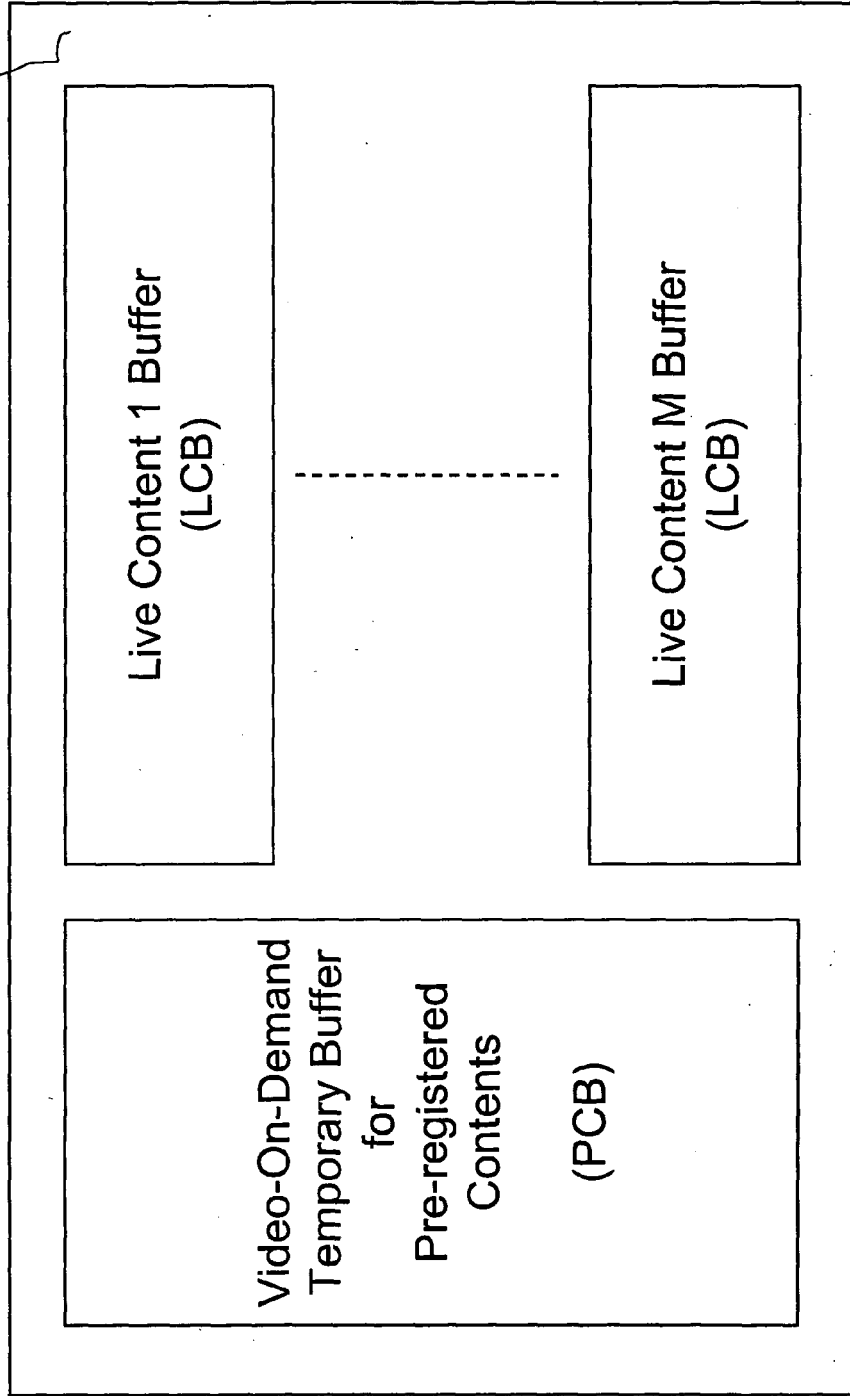 Video-On-Demand
Temporary Buffer
for
Pre-registered
Contents
(PCB)
Live Content 1 Buffer
(LCB)
Live Content M Buffer
(LCB)